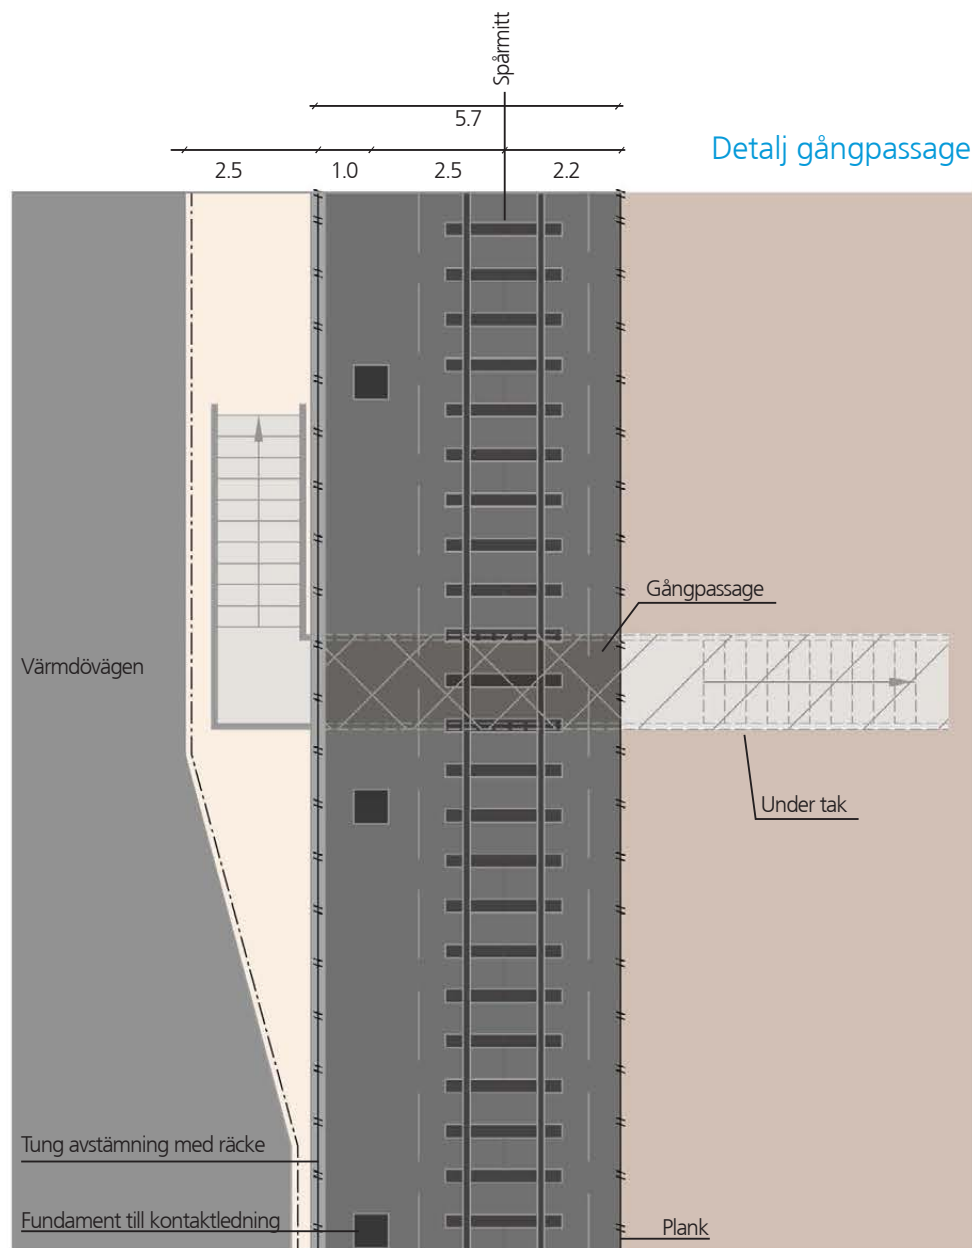 Spårmitt
5.7
Detalj gångpassage
2.5
1.0
2.5
2.2
Gångpassage
Värmdövägen
Under tak
Tung avstämning med räcke
Fundament till kontaktledning
Plank